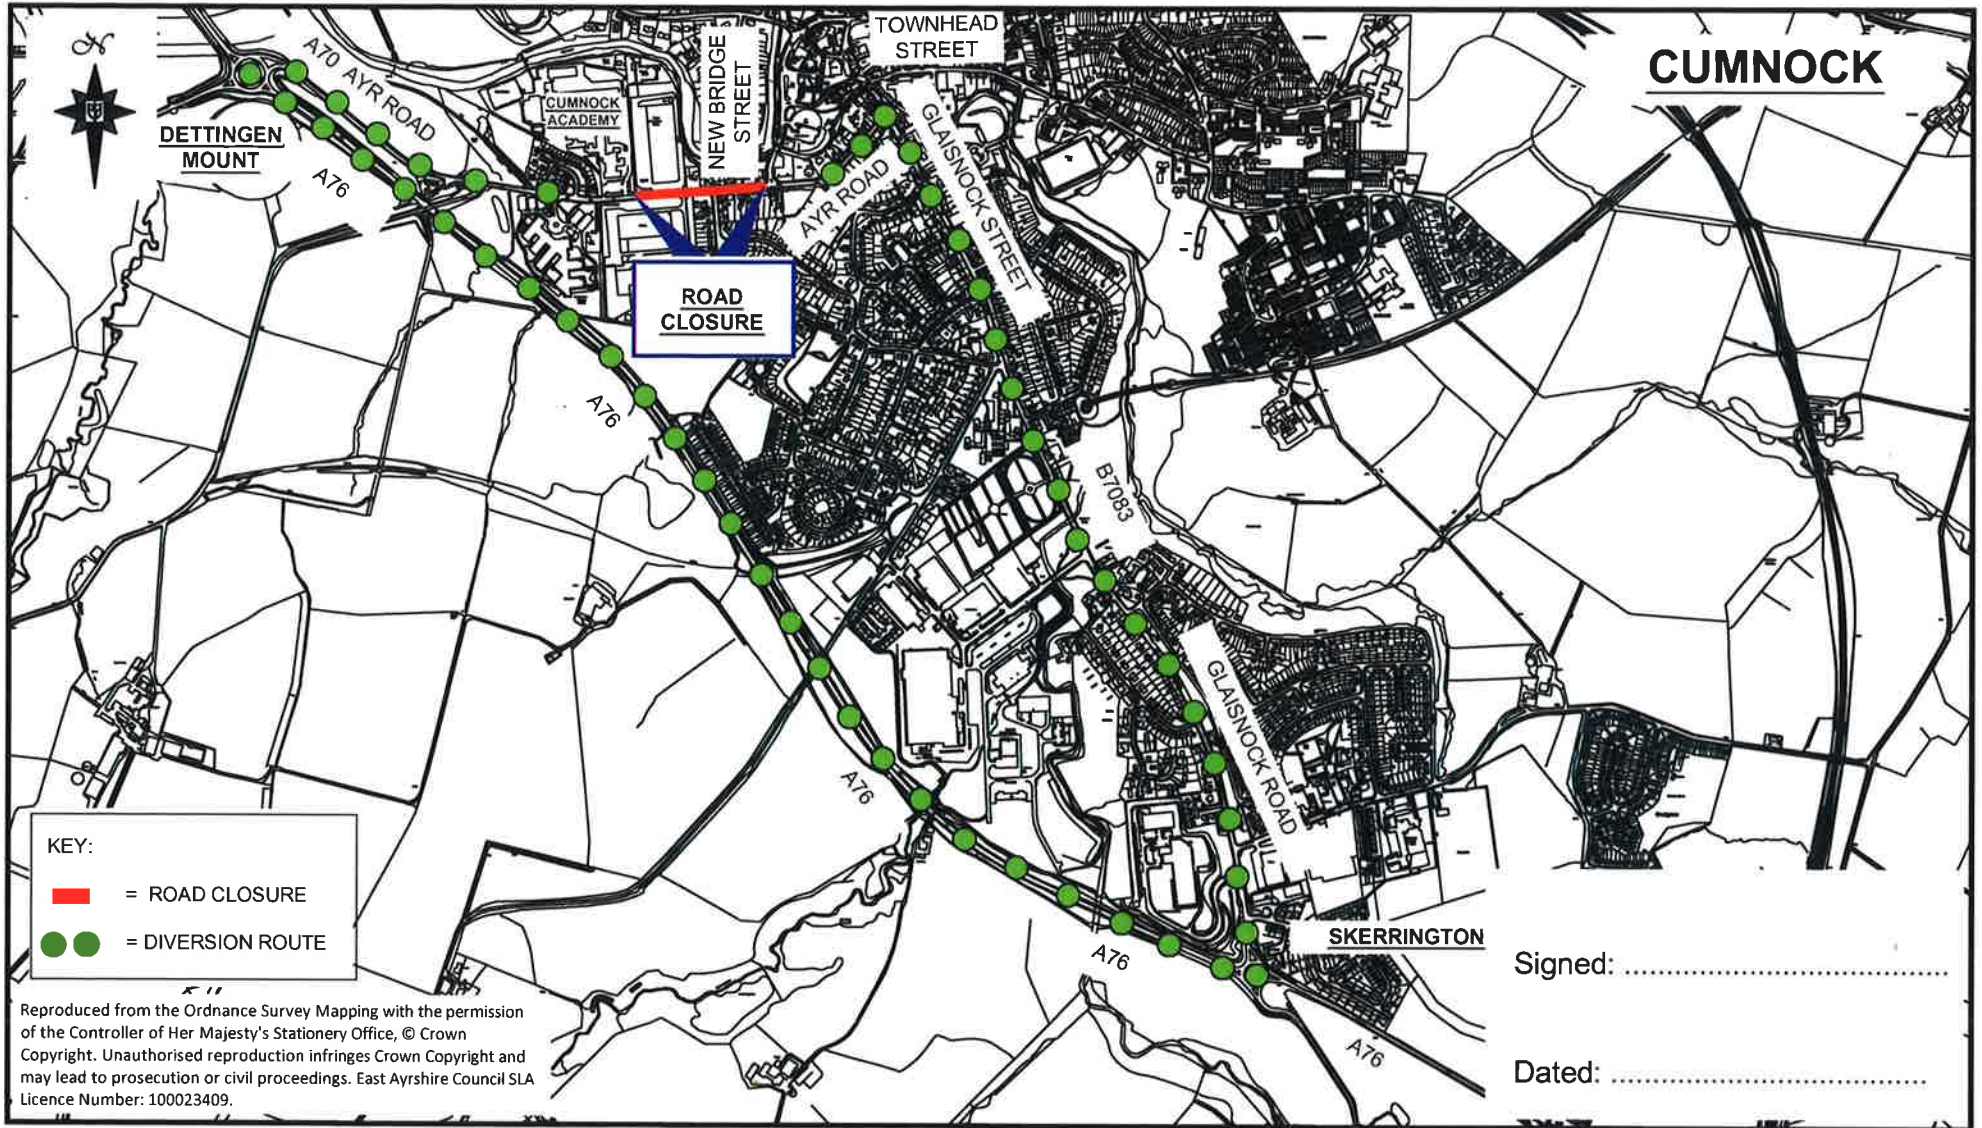 CUMNOCK
TOWNHEAD
STREET
NEW BRIDGE
STREET
A70 AYR ROAD
CUMNOCK
ACADEMY
DETTINGEN
MOUNT
A76
AYR ROAD
GLAISNOCK STREET
ROAD
CLOSURE
A76
B7083
GLAISNOCK ROAD
A76
KEY:
= ROAD CLOSURE
= DIVERSION ROUTE
SKERRINGTON
A76
A76
Signed:
Dated:
Reproduced from the Ordnance Survey Mapping with the permission
of the Controller of Her Majesty's Stationery Office, © Crown
Copyright. Unauthorised reproduction infringes Crown Copyright and
may lead to prosecution or civil proceedings. East Ayrshire Council SLA
Licence Number: 100023409.